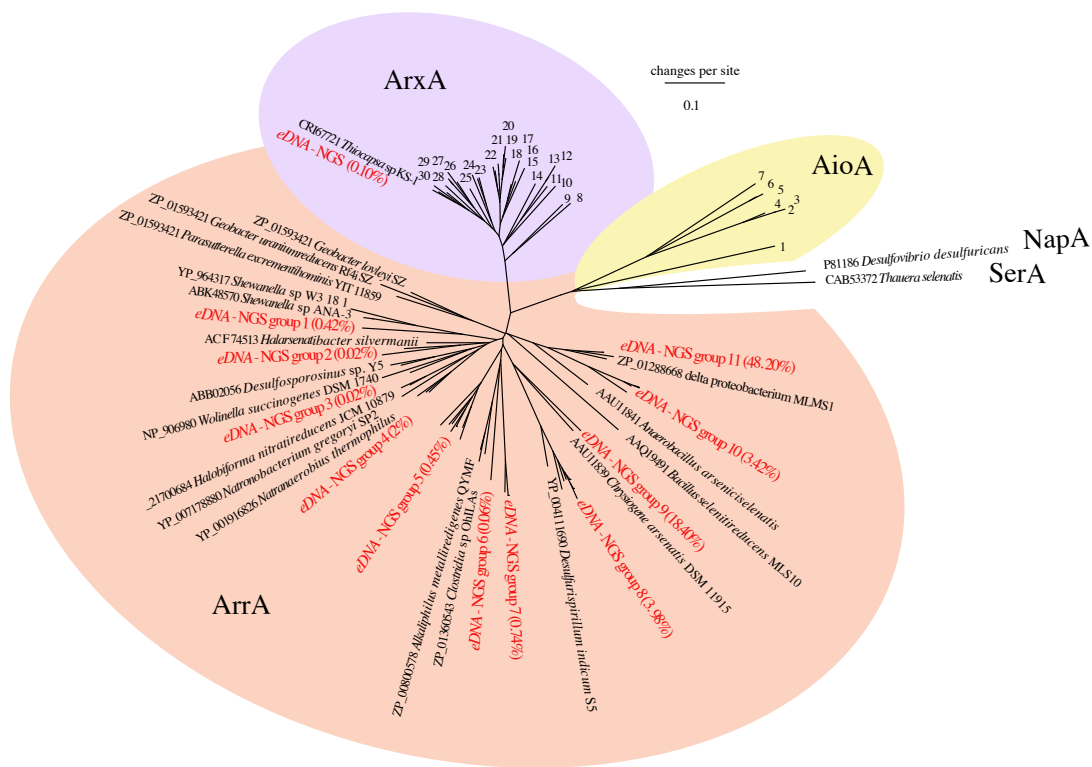 ArxA
changes per site
0.1
AioA
NapA
SerA
ArrA
CRI67721 Thiocapsa sp KS-1
eDNA - NGS (0.10%)
30
29
28
27
26
25
24
23
22
21
20
19
18
17
16
15
14
13
12
11
10
9
8
7
6
5
4
3
2
1
P81186 Desulfovibrio desulfuricans
CAB53372 Thauera selenatis
ZP_01593421 Geobacter lovleyi SZ
ZP_01593421 Geobacter uraniumreducens Rf4i SZ
ZP_01593421 Parasutterella excrementihominis YIT 11859
YP_964317 Shewanella sp W3 18 1
ABK48570 Shewanella sp ANA-3
eDNA - NGS group 1 (0.42%)
ACF74513 Halarsenatibacter silvermanii
eDNA - NGS group 2 (0.02%)
ABB02056 Desulfosporosinus sp. Y5
NP_906980 Wolinella succinogenes DSM 1740
eDNA - NGS group 3 (0.02%)
_21700684 Halobiforma nitratireducens ICM 10879
YP_007178880 Natronobacterium gregoryi SP2
YP_001916826 Natranaerobius thermophilus
eDNA - NGS group 4 (2%)
eDNA - NGS group 5 (0.45%)
ZP_00800578 Alkaliphilus metalliredigenes QYMF
ZP_01360543 Clostridia sp OhILAs
eDNA - NGS group 6 (0.06%)
eDNA - NGS group 7 (0.74%)
YP_004111690 Desulfurispirillum indicum S5
eDNA - NGS group 8 (3.98%)
AAU11839 Chrysiogene arsenatis DSM 11915
eDNA - NGS group 9 (18.40%)
AAQ19491 Bacillus selenitireducens MLS10
AAU11841 Anaerobacillus arseniciselenatis
eDNA - NGS group 10 (3.42%)
ZP_01288668 delta proteobacterium MLMS1
eDNA - NGS group 11 (48.20%)